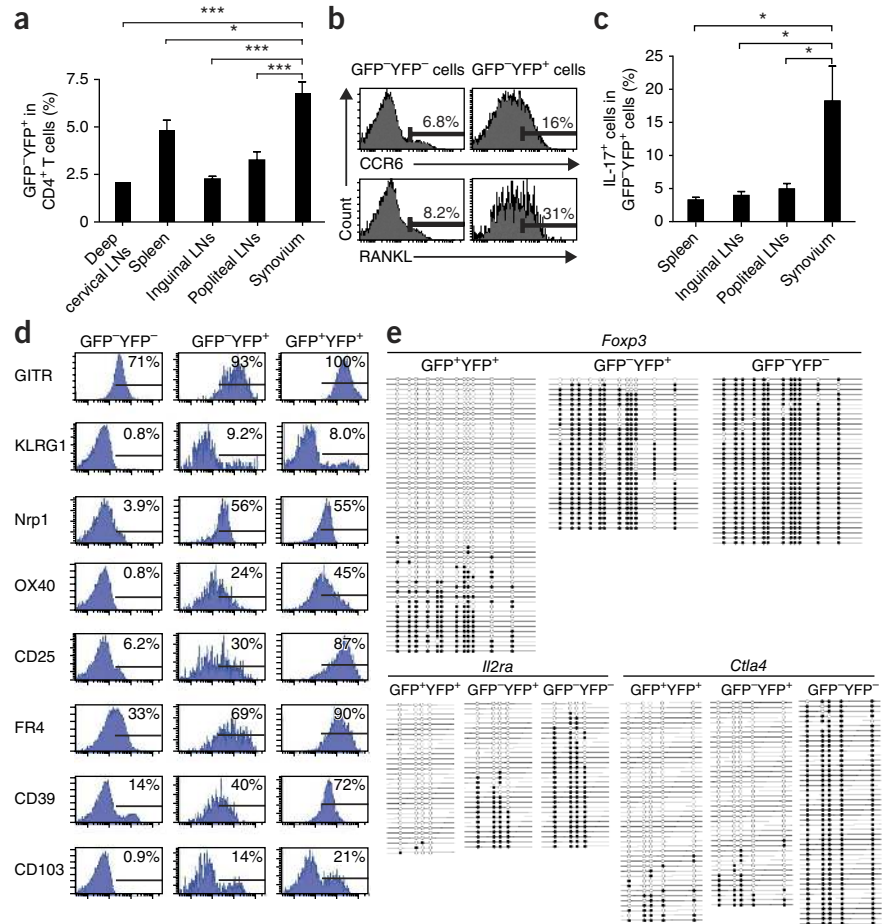 a
***
*
***
***
GFP⁻YFP⁺ in
CD4⁺ T cells (%)
7.5
5.0
2.5
0
Deep
cervical LNs
Spleen
Inguinal LNs
Popliteal LNs
Synovium
b
GFP⁻YFP⁻ cells
GFP⁻YFP⁺ cells
6.8%
16%
CCR6
8.2%
31%
Count
RANKL
c
*
*
*
IL-17⁺ cells in
GFP⁻YFP⁺ cells (%)
25
20
15
10
5
0
Spleen
Inguinal LNs
Popliteal LNs
Synovium
d
GFP⁻YFP⁻ GFP⁻YFP⁺ GFP⁺YFP⁺
GITR 71% 93% 100%
KLRG1 0.8% 9.2% 8.0%
Nrp1 3.9% 56% 55%
OX40 0.8% 24% 45%
CD25 6.2% 30% 87%
FR4 33% 69% 90%
CD39 14% 40% 72%
CD103 0.9% 14% 21%
e
Foxp3
GFP⁺YFP⁺ GFP⁻YFP⁺ GFP⁻YFP⁻
Il2ra
GFP⁺YFP⁺ GFP⁻YFP⁺ GFP⁻YFP⁻
Ctla4
GFP⁺YFP⁺ GFP⁻YFP⁺ GFP⁻YFP⁻